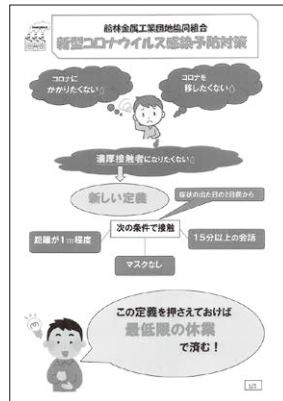 館林金属工業団地協同組合
新型コロナウイルス感染予防対策
コロナに
かかりたくない
コロナを
移したくない
濃厚接触者になりたくない
新しい定義
症状の出た日の2日前から
次の条件で接触
距離が1m程度
15分以上の会話
マスクなし
この定義を押さえておけば
最低限の休業
で済む！